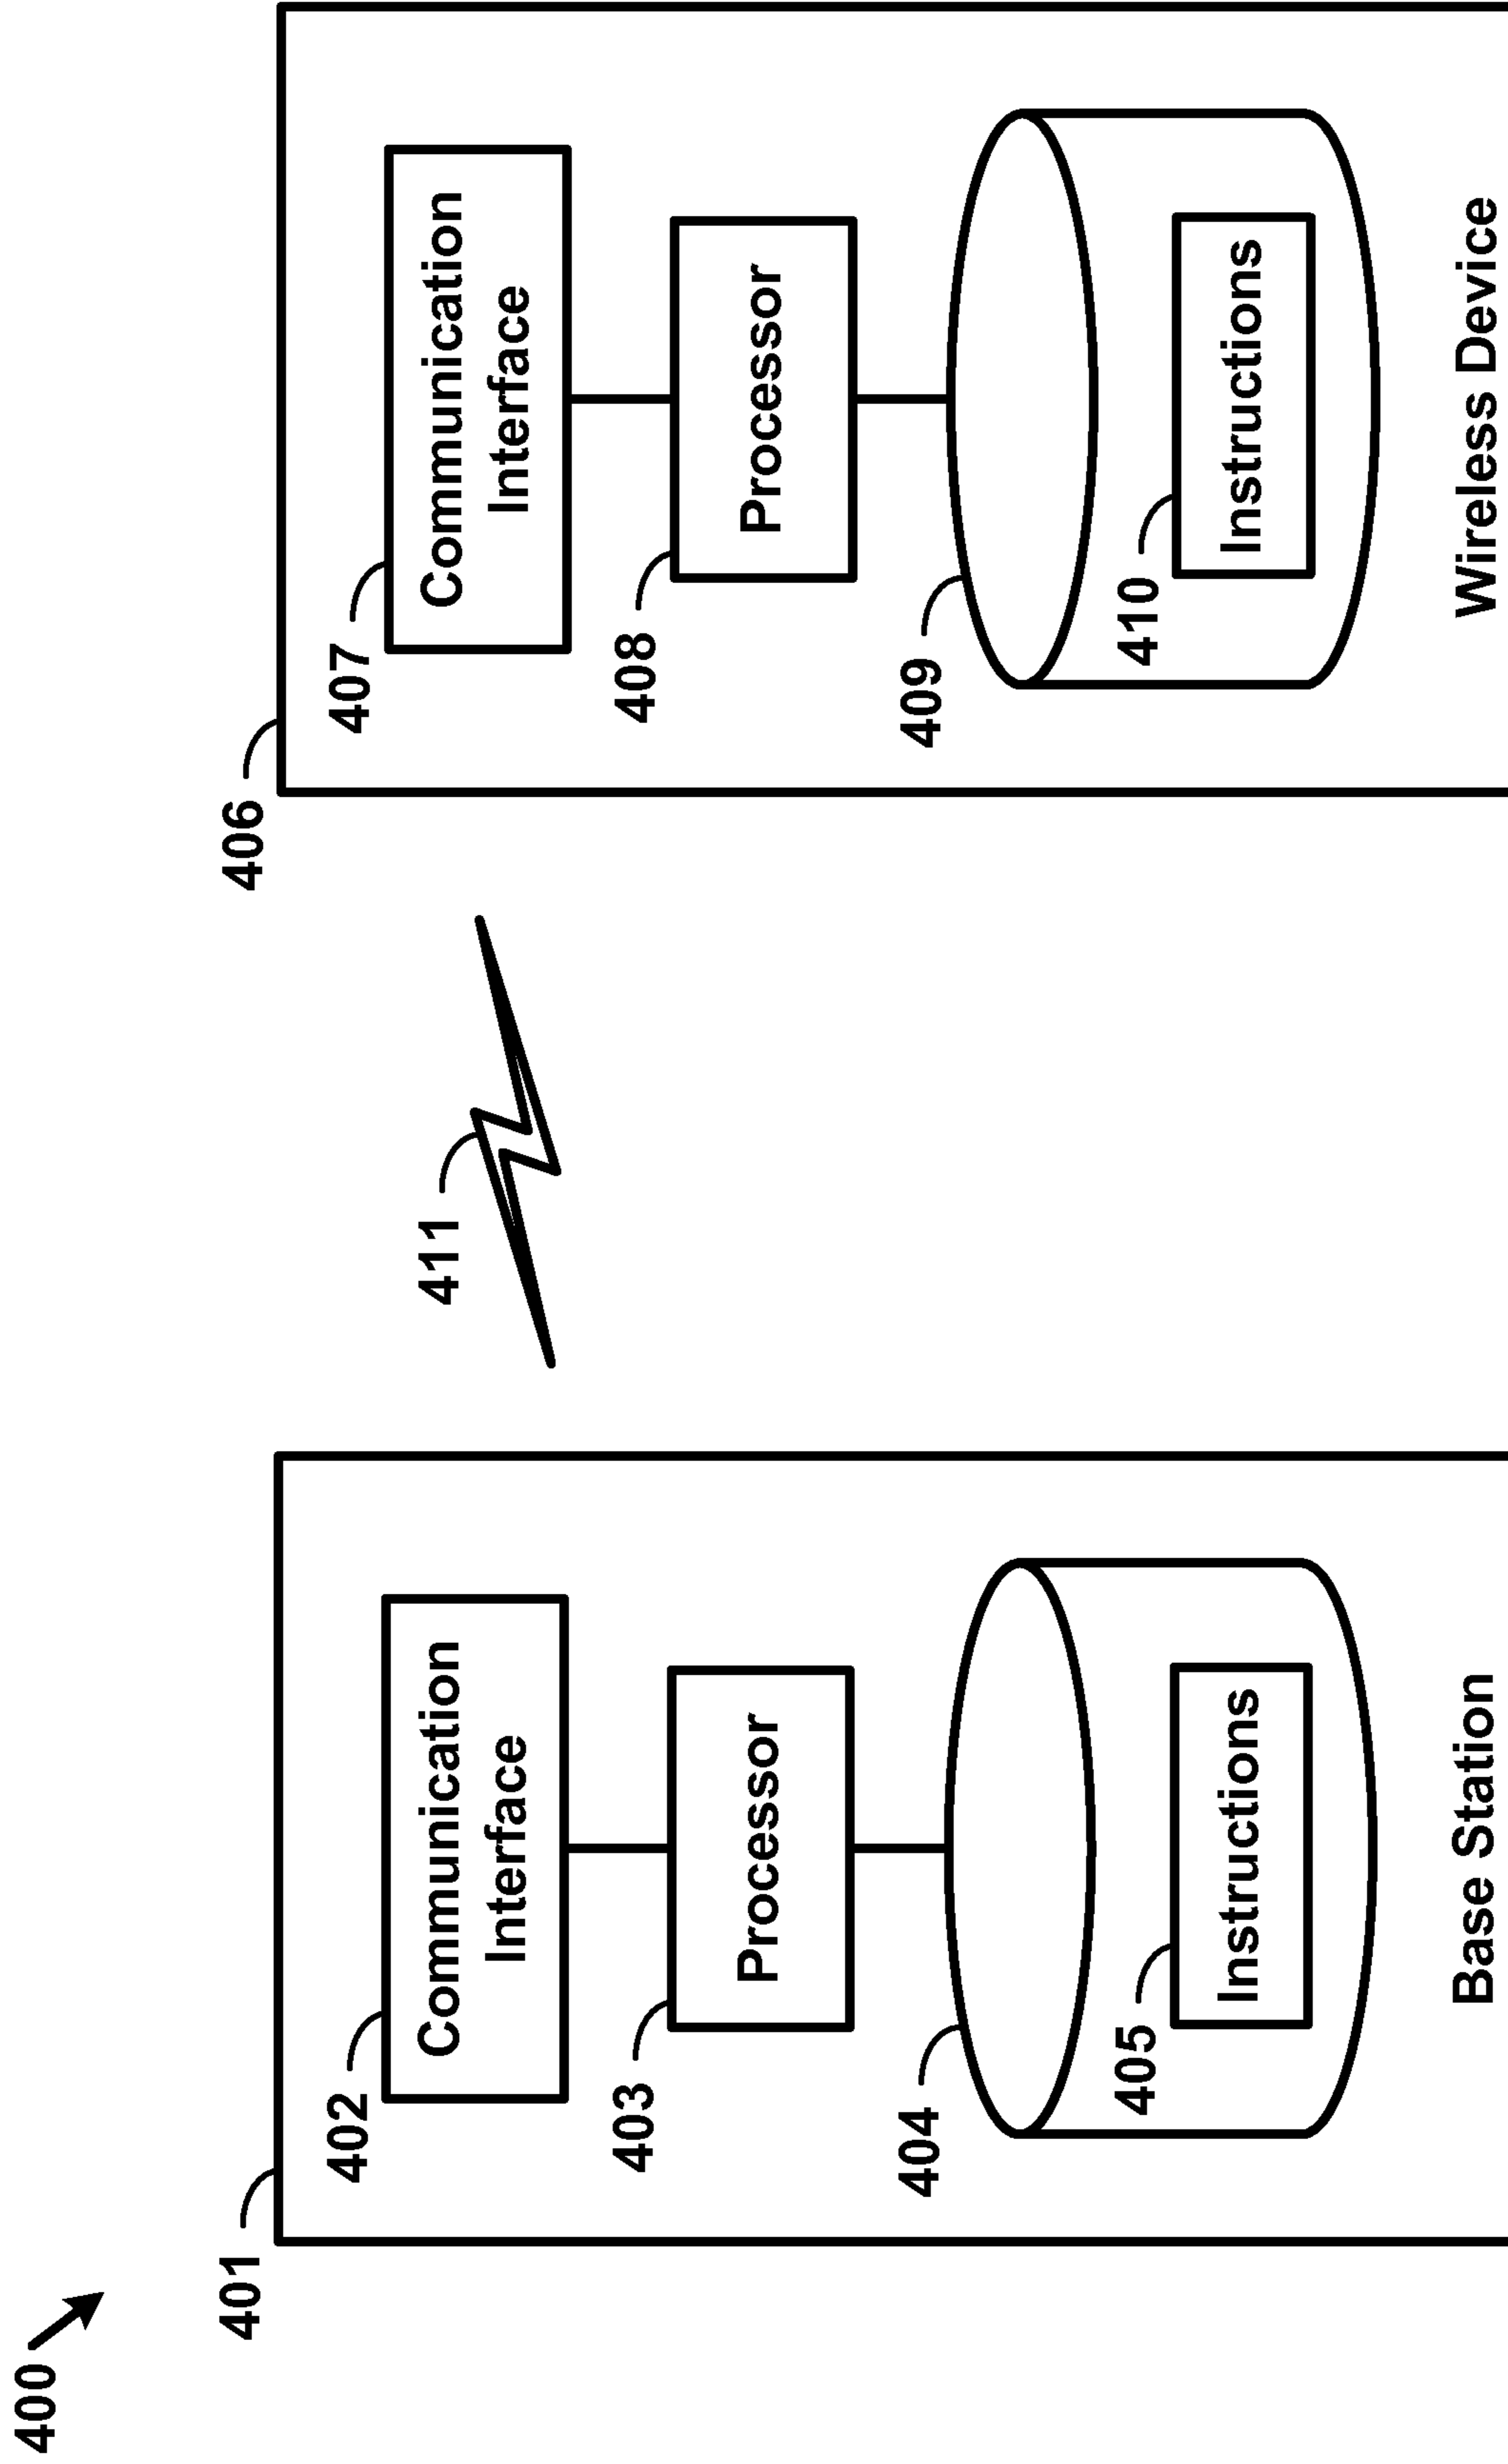 400
401
402
Communication
Interface
403
Processor
404
405
Instructions
Base Station
411
406
407
Communication
Interface
408
Processor
409
410
Instructions
Wireless Device